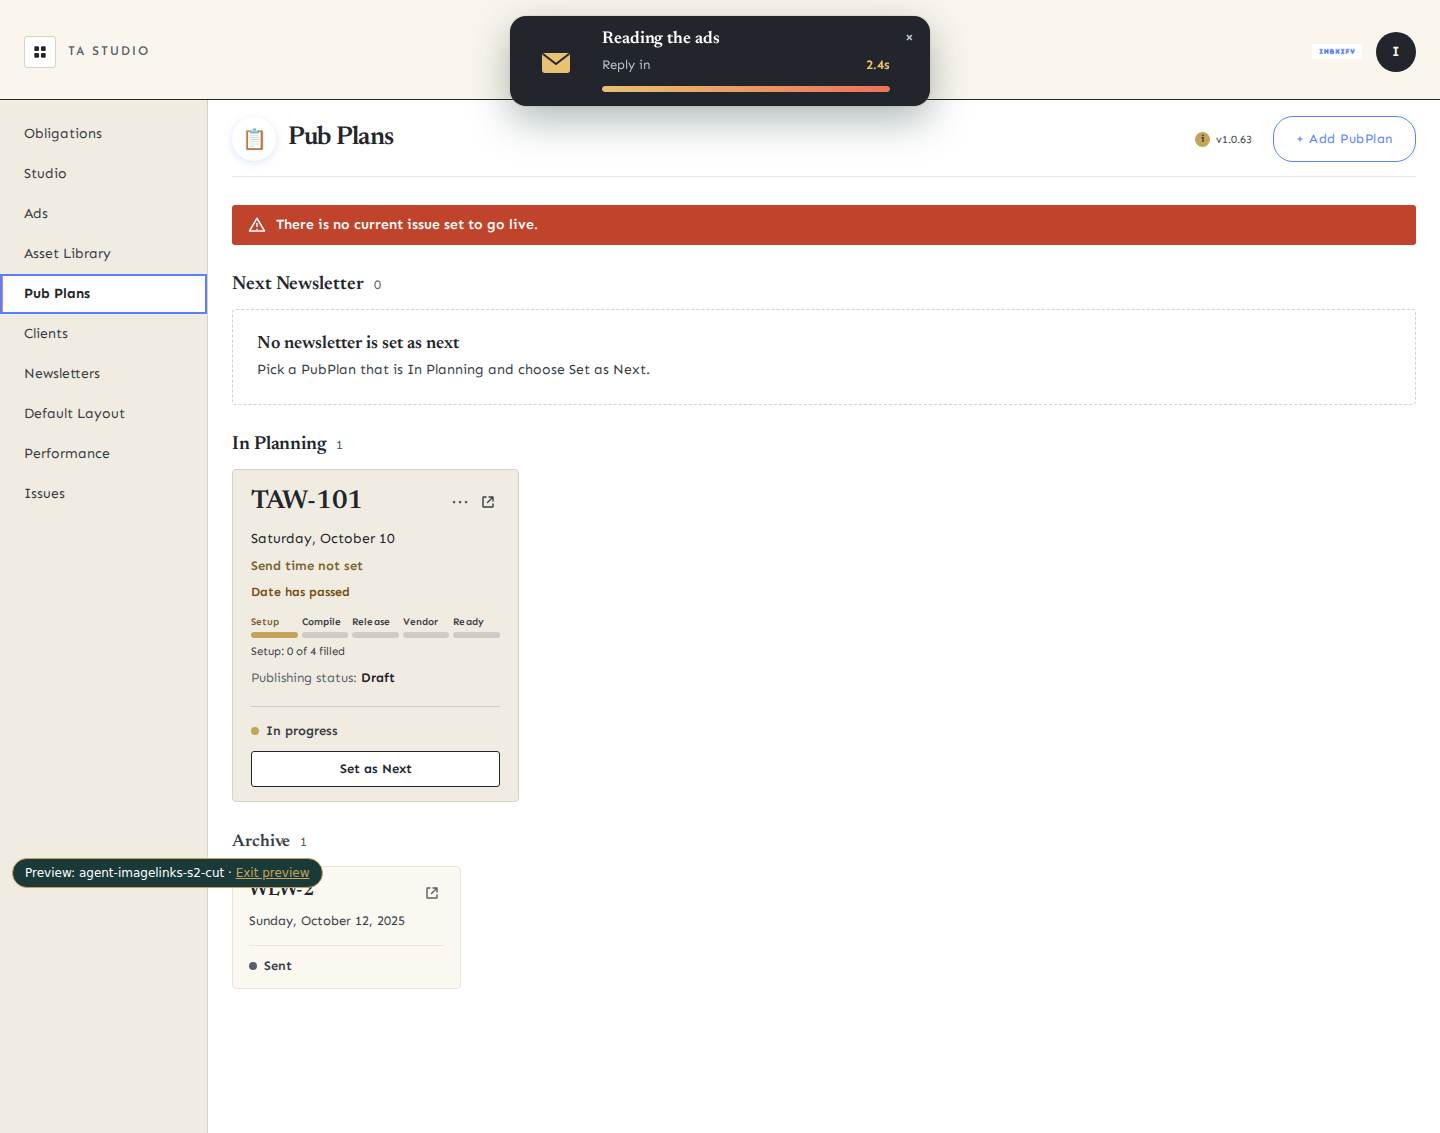 TA STUDIO
Reading the ads
×
Reply in
2.4s
INBXIFY
I
Obligations
Studio
Ads
Asset Library
Pub Plans
Clients
Newsletters
Default Layout
Performance
Issues
Pub Plans
i
v1.0.63
+ Add PubPlan
There is no current issue set to go live.
Next Newsletter 0
No newsletter is set as next
Pick a PubPlan that is In Planning and choose Set as Next.
In Planning 1
TAW-101
Saturday, October 10
Send time not set
Date has passed
Setup Compile Release Vendor Ready
Setup: 0 of 4 filled
Publishing status: Draft
In progress
Set as Next
Archive 1
Preview: agent-imagelinks-s2-cut · Exit preview
WLW-2
Sunday, October 12, 2025
Sent